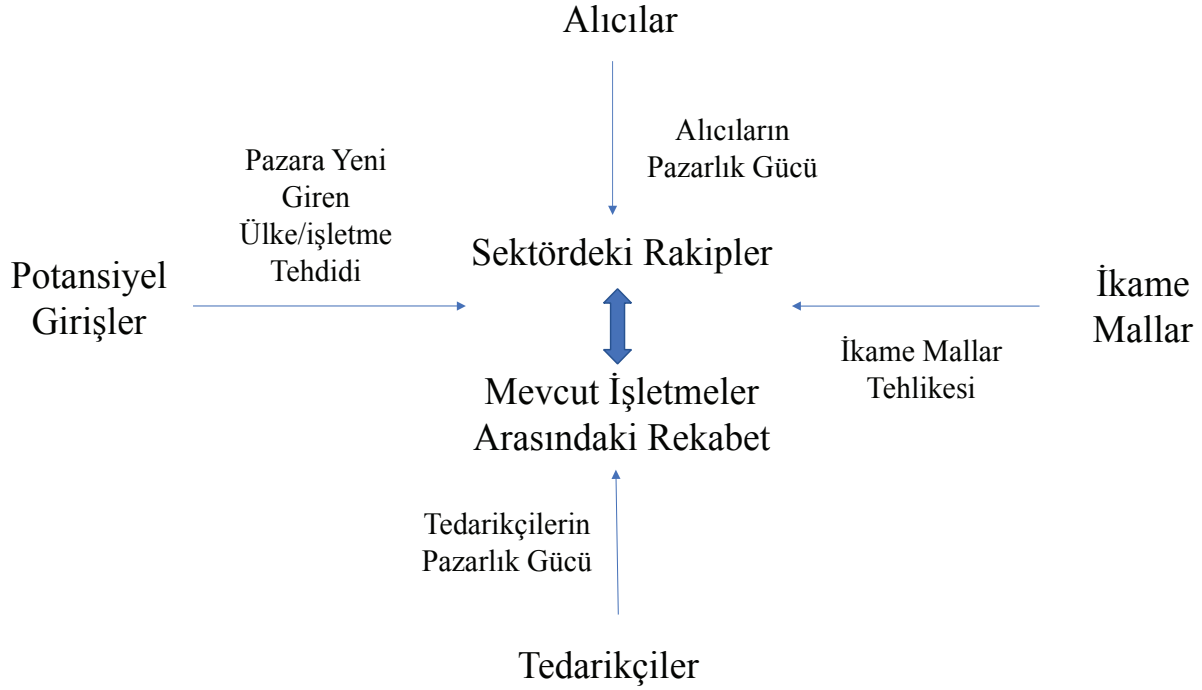 Alıcılar
Alıcıların
Pazarlık Gücü
Pazara Yeni
Giren
Ülke/işletme
Tehdidi
Sektördeki Rakipler
Potansiyel
Girişler
İkame
Mallar
İkame Mallar
Tehlikesi
Mevcut İşletmeler
Arasındaki Rekabet
Tedarikçilerin
Pazarlık Gücü
Tedarikçiler